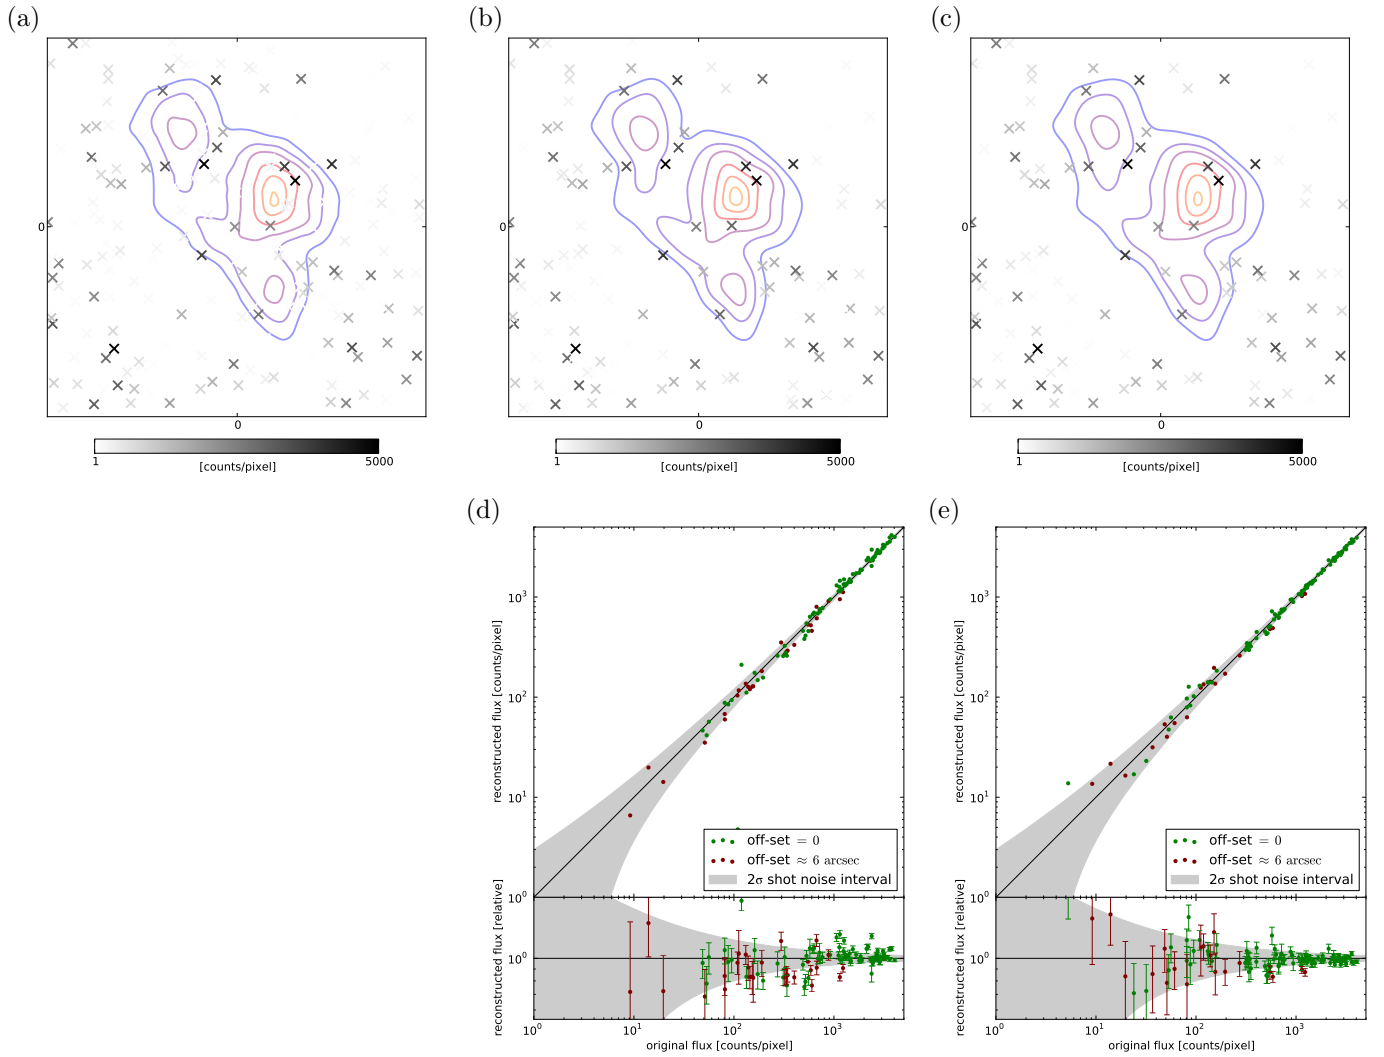 (a)
(b)
(c)
0
0
0
0
0
0
1
5000
1
5000
1
5000
[counts/pixel]
[counts/pixel]
[counts/pixel]
(d)
(e)
reconstructed flux [counts/pixel]
10³
10²
10¹
10⁰
off-set = 0
off-set ≈ 6 arcsec
2σ shot noise interval
reconstructed flux [counts/pixel]
10³
10²
10¹
10⁰
off-set = 0
off-set ≈ 6 arcsec
2σ shot noise interval
reconstructed flux [relative]
10⁰
10⁰
10¹
10²
10³
original flux [counts/pixel]
reconstructed flux [relative]
10⁰
10⁰
10¹
10²
10³
original flux [counts/pixel]